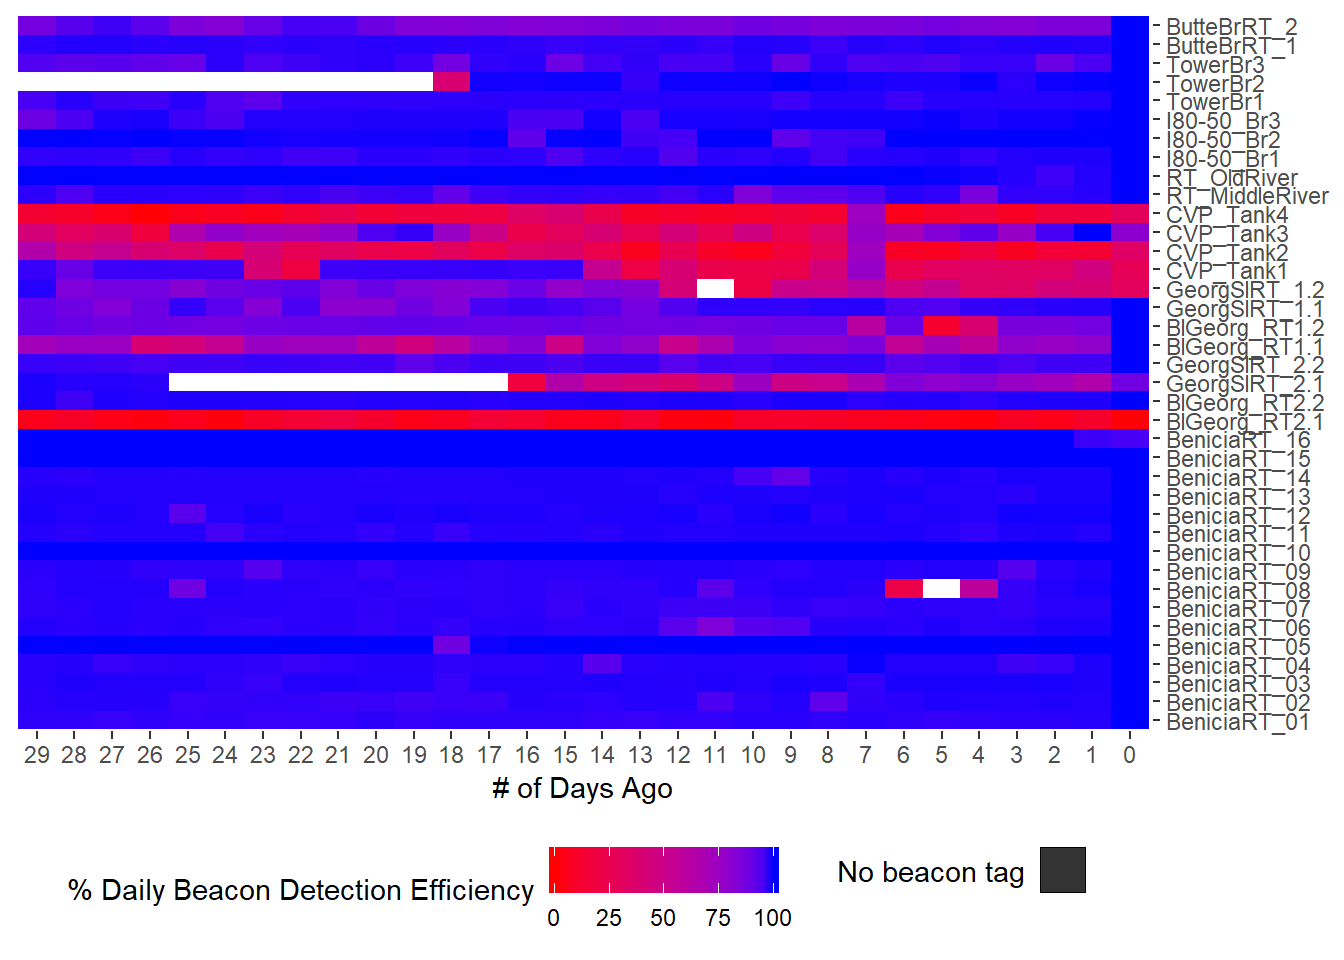 ButteBrRT_2
ButteBrRT_1
TowerBr3
TowerBr2
TowerBr1
I80-50_Br3
I80-50_Br2
I80-50_Br1
RT_OldRiver
RT_MiddleRiver
CVP_Tank4
CVP_Tank3
CVP_Tank2
CVP_Tank1
GeorgSlRT_1.2
GeorgSlRT_1.1
BlGeorg_RT1.2
BlGeorg_RT1.1
GeorgSlRT_2.2
GeorgSlRT_2.1
BlGeorg_RT2.2
BlGeorg_RT2.1
BeniciaRT_16
BeniciaRT_15
BeniciaRT_14
BeniciaRT_13
BeniciaRT_12
BeniciaRT_11
BeniciaRT_10
BeniciaRT_09
BeniciaRT_08
BeniciaRT_07
BeniciaRT_06
BeniciaRT_05
BeniciaRT_04
BeniciaRT_03
BeniciaRT_02
BeniciaRT_01
29 28 27 26 25 24 23 22 21 20 19 18 17 16 15 14 13 12 11 10 9 8 7 6 5 4 3 2 1 0
# of Days Ago
% Daily Beacon Detection Efficiency
0 25 50 75 100
No beacon tag